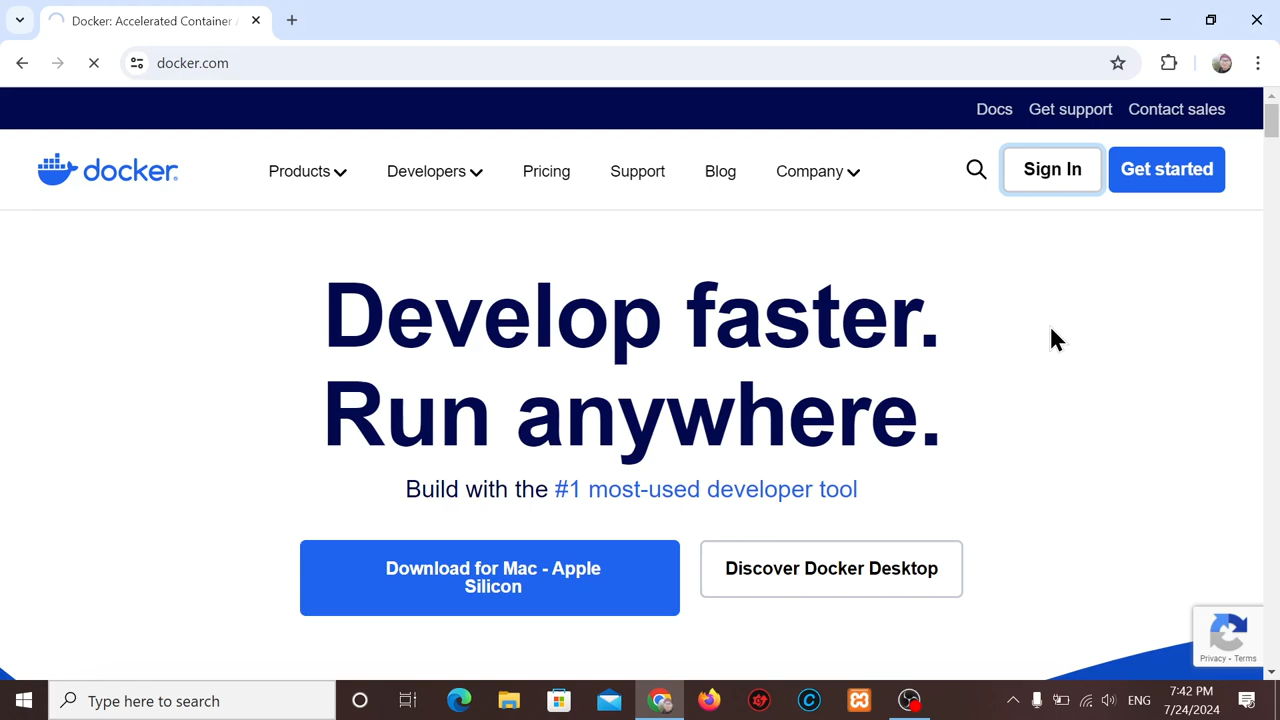 Docker: Accelerated Container
docker.com
Docs Get support Contact sales
docker
Products Developers Pricing Support Blog Company Sign In Get started
Develop faster.
Run anywhere.
Build with the #1 most-used developer tool
Download for Mac - Apple
Silicon
Discover Docker Desktop
Privacy - Terms
Type here to search
ENG
7:42 PM
7/24/2024